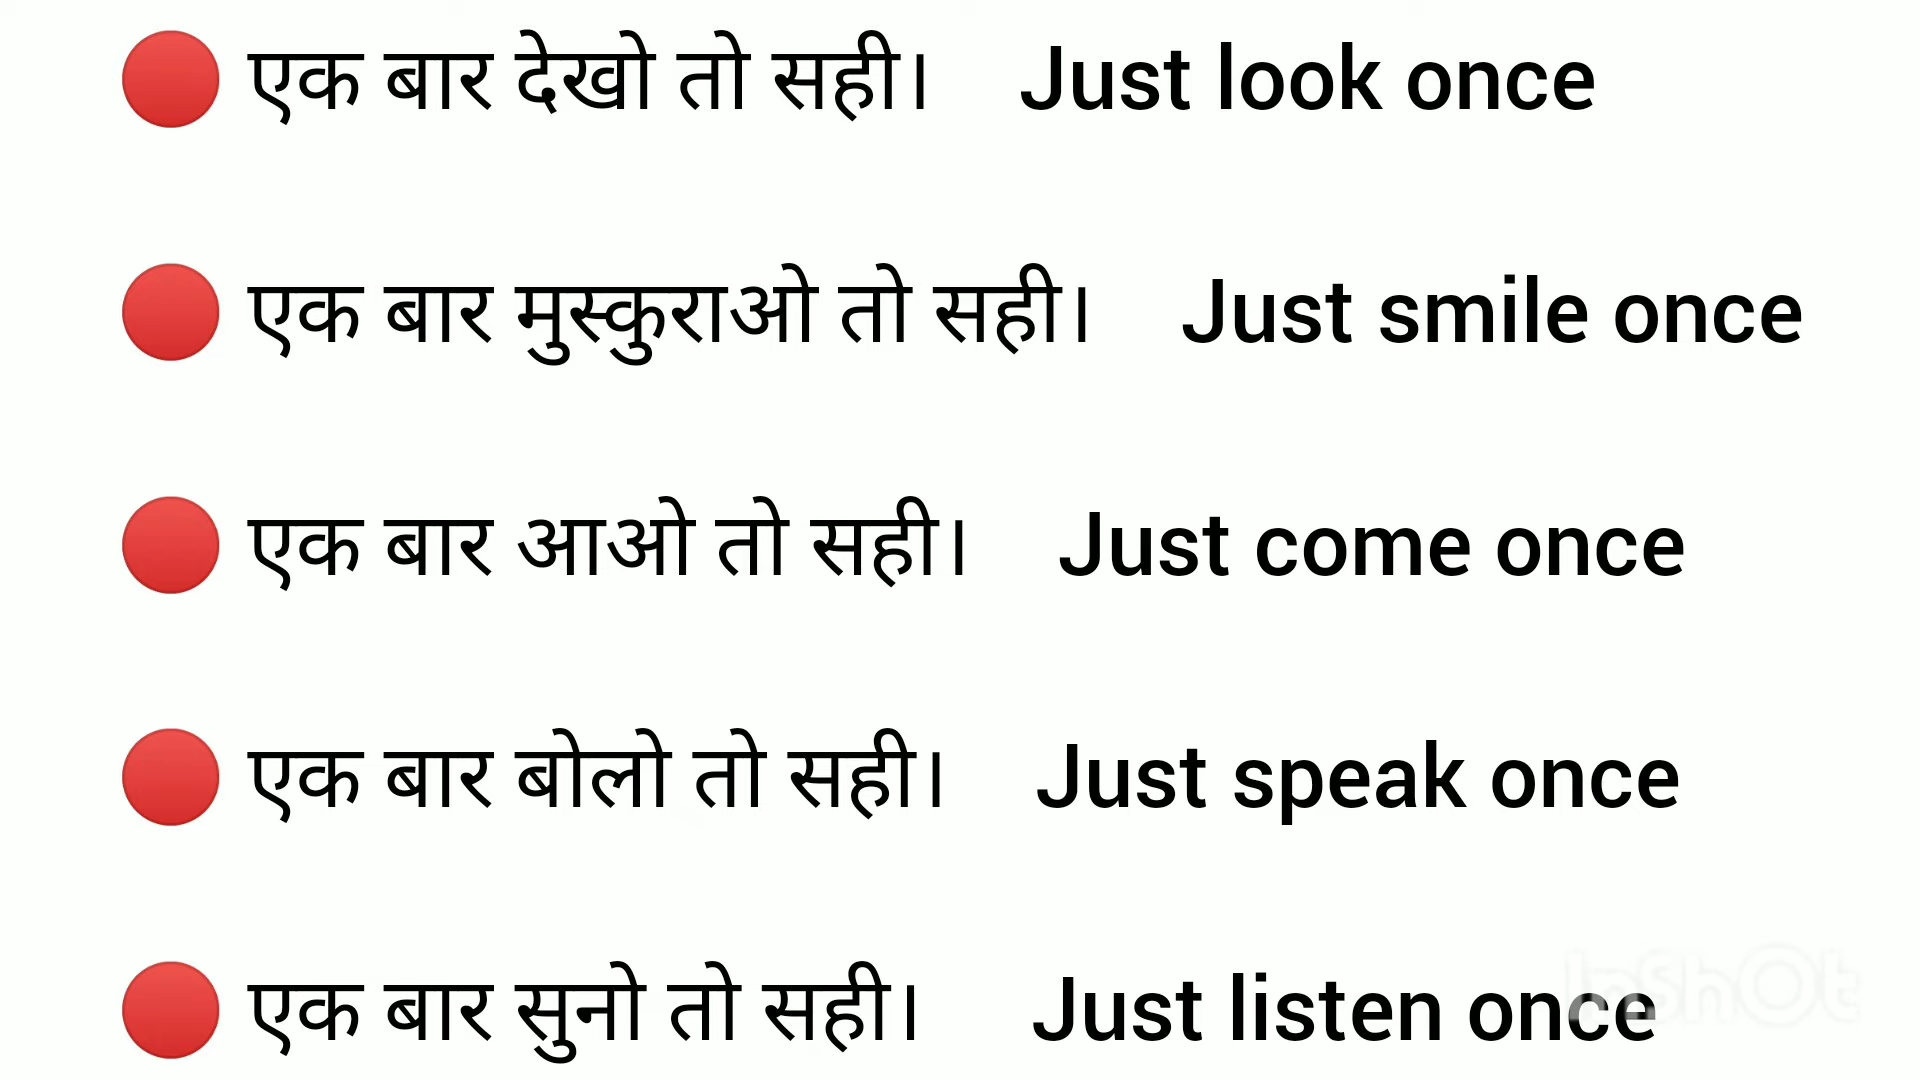 🔴 एक बार देखो तो सही। Just look once
🔴 एक बार मुस्कुराओ तो सही। Just smile once
🔴 एक बार आओ तो सही। Just come once
🔴 एक बार बोलो तो सही। Just speak once
🔴 एक बार सुनो तो सही। Just listen once
InShOt